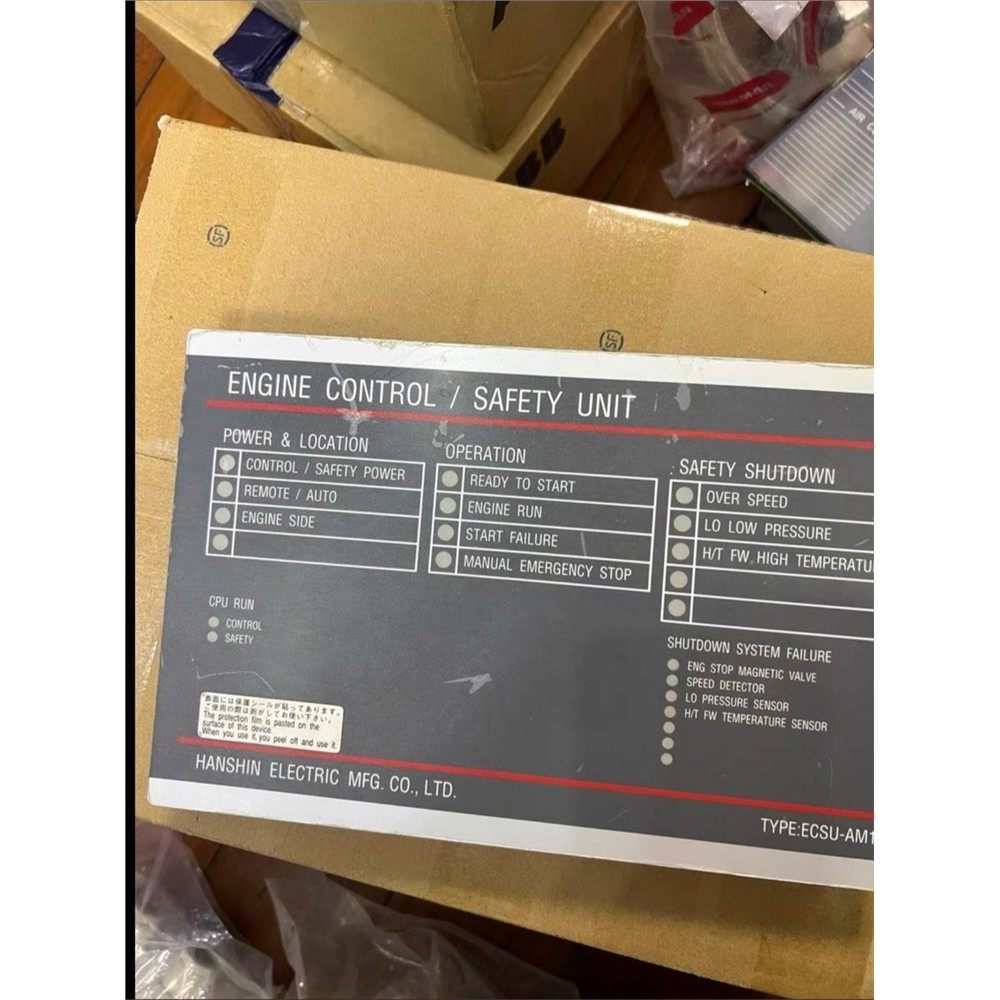 AIR
SF
SF
ENGINE CONTROL / SAFETY UNIT
POWER & LOCATION
CONTROL / SAFETY POWER
REMOTE / AUTO
ENGINE SIDE
OPERATION
READY TO START
ENGINE RUN
START FAILURE
MANUAL EMERGENCY STOP
SAFETY SHUTDOWN
OVER SPEED
LO LOW PRESSURE
H/T FW HIGH TEMPERATU
CPU RUN
CONTROL
SAFETY
SHUTDOWN SYSTEM FAILURE
ENG STOP MAGNETIC VALVE
SPEED DETECTOR
LO PRESSURE SENSOR
H/T FW TEMPERATURE SENSOR
表面には保護シールが貼ってあります。
ご使用の際は剥がしてお使い下さい。
The protection film is pasted on the
surface of this device.
When you use it, you peel off and use it.
HANSHIN ELECTRIC MFG. CO., LTD.
TYPE:ECSU-AM1